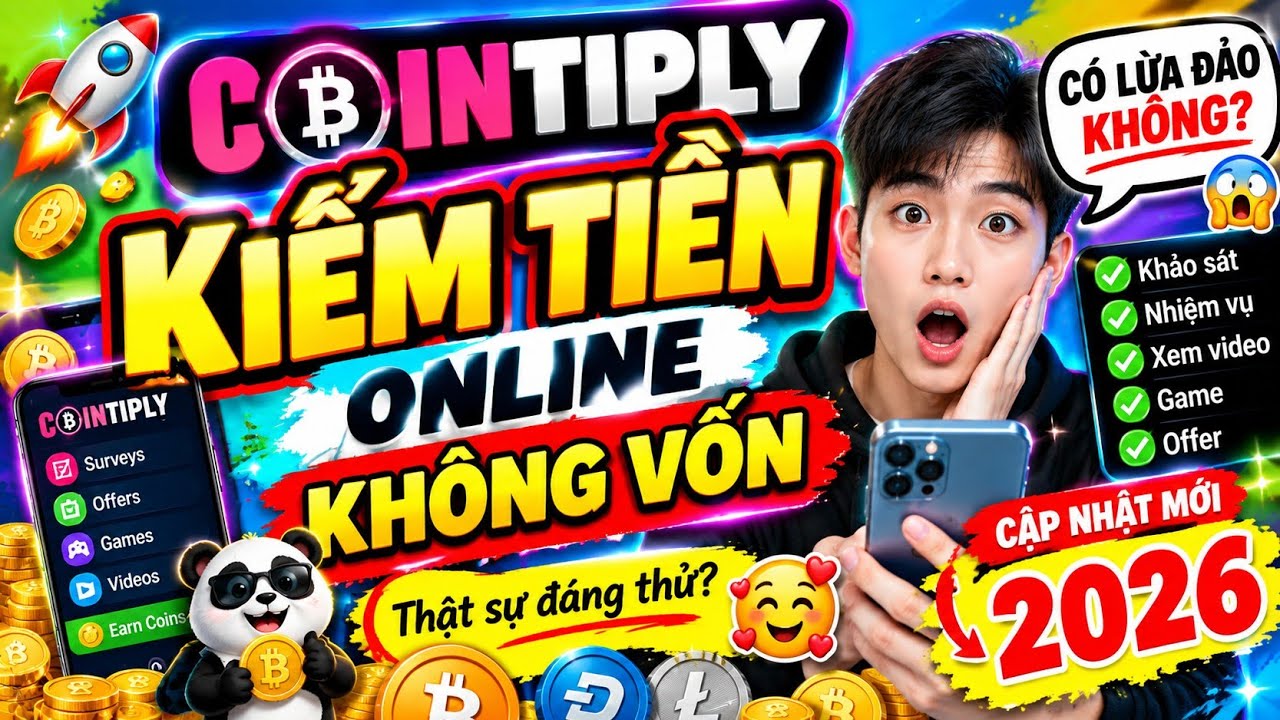 COINTIPLY
KIẾM TIỀN
ONLINE
KHÔNG VỐN
Thật sự đáng thử?
CÓ LỪA ĐẢO
KHÔNG?
Khảo sát
Nhiệm vụ
Xem video
Game
Offer
CẬP NHẬT MỚI
2026
COINTIPLY
Surveys
Offers
Games
Videos
Earn Coins